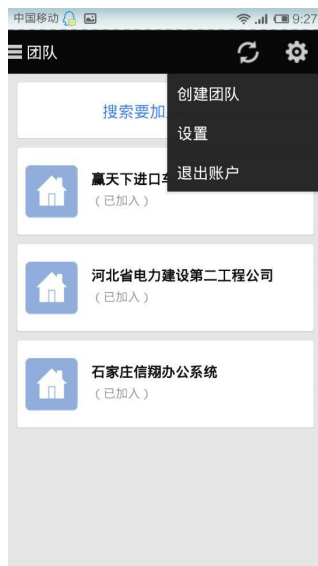 中国移动
9:27
团队
创建团队
设置
退出账户
搜索要加
赢天下进口
（已加入）
河北省电力建设第二工程公司
（已加入）
石家庄信翔办公系统
（已加入）